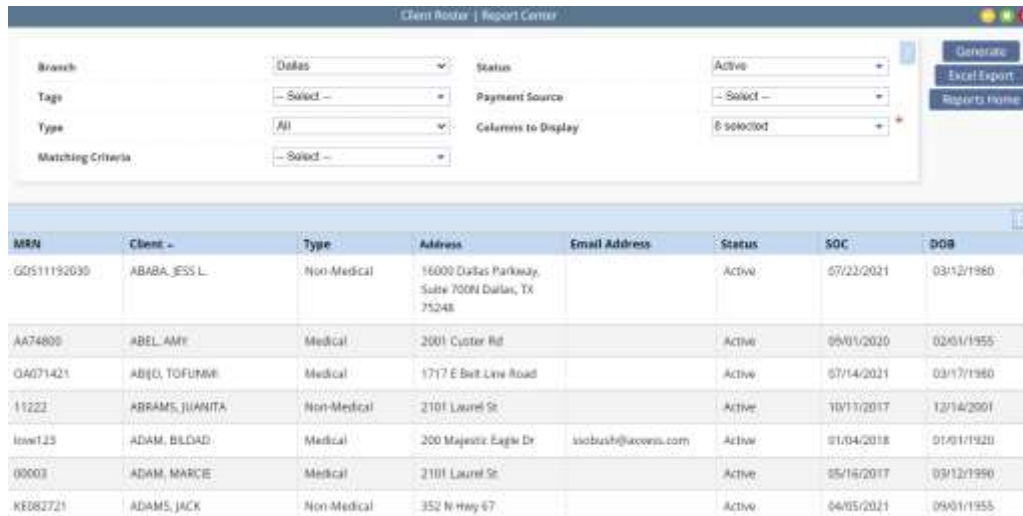 Client Roster | Report Center
Branch Dallas Status Active Generate
Excel Export
Tags -- Select -- Payment Source -- Select -- Reports Home
Type All Columns to Display 8 selected *
Matching Criteria -- Select --
MRN Client Type Address Email Address Status SOC DOB
GDS11192030 ABABA, JESS L. Non-Medical 16000 Dallas Parkway, Active 07/22/2021 03/12/1980
Suite 700N Dallas, TX
75248
AA74800 ABEL, AMY Medical 2001 Custer Rd Active 09/01/2020 02/01/1955
OA071421 ABIJO, TOFUNMI Medical 1717 E Belt Line Road Active 07/14/2021 03/17/1980
11222 ABRAMS, JUANITA Non-Medical 2101 Laurel St Active 10/11/2017 12/14/2001
love123 ADAM, BILDAD Medical 200 Majestic Eagle Dr Active 01/04/2018 01/01/1920
00003 ADAM, MARCIE Medical 2101 Laurel St Active 05/16/2017 03/12/1990
KE082721 ADAMS, JACK Non-Medical 352 N Hwy 67 Active 04/05/2021 09/01/1955